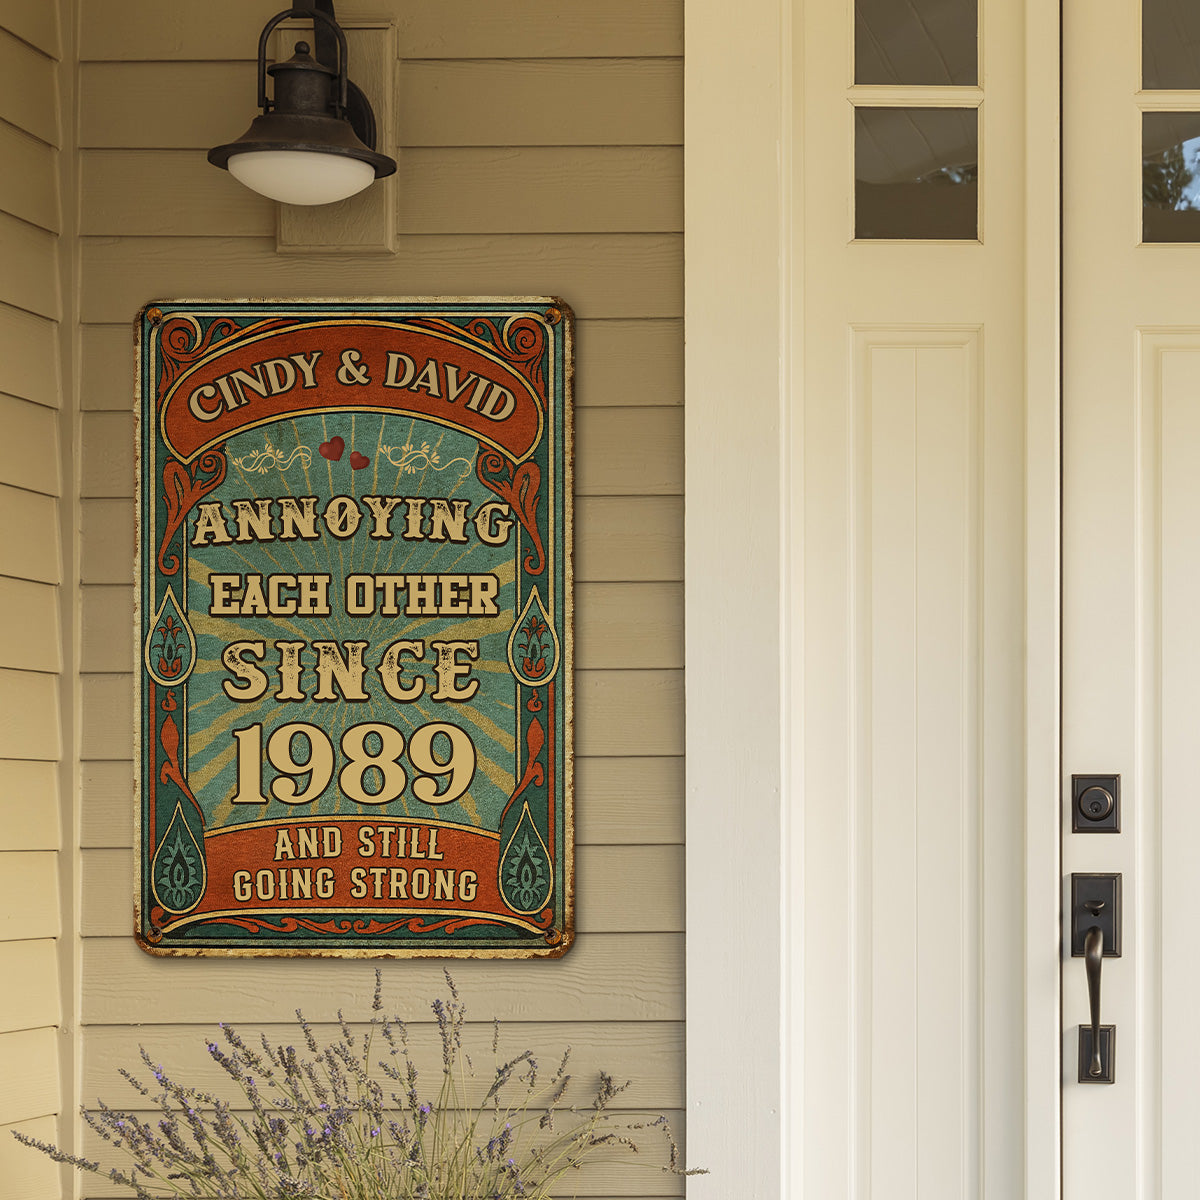 CINDY & DAVID
ANNOYING
EACH OTHER
SINCE
1989
AND STILL
GOING STRONG